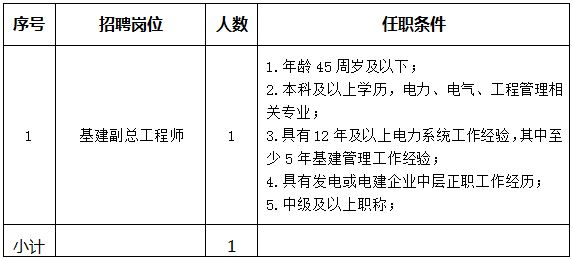 序号 招聘岗位 人数 任职条件
1 基建副总工程师 1
1.年龄45周岁及以下；
2.本科及以上学历，电力、电气、工程管理相
关专业；
3.具有12年及以上电力系统工作经验,其中至
少5年基建管理工作经验；
4.具有发电或电建企业中层正职工作经历；
5.中级及以上职称；
小计 1